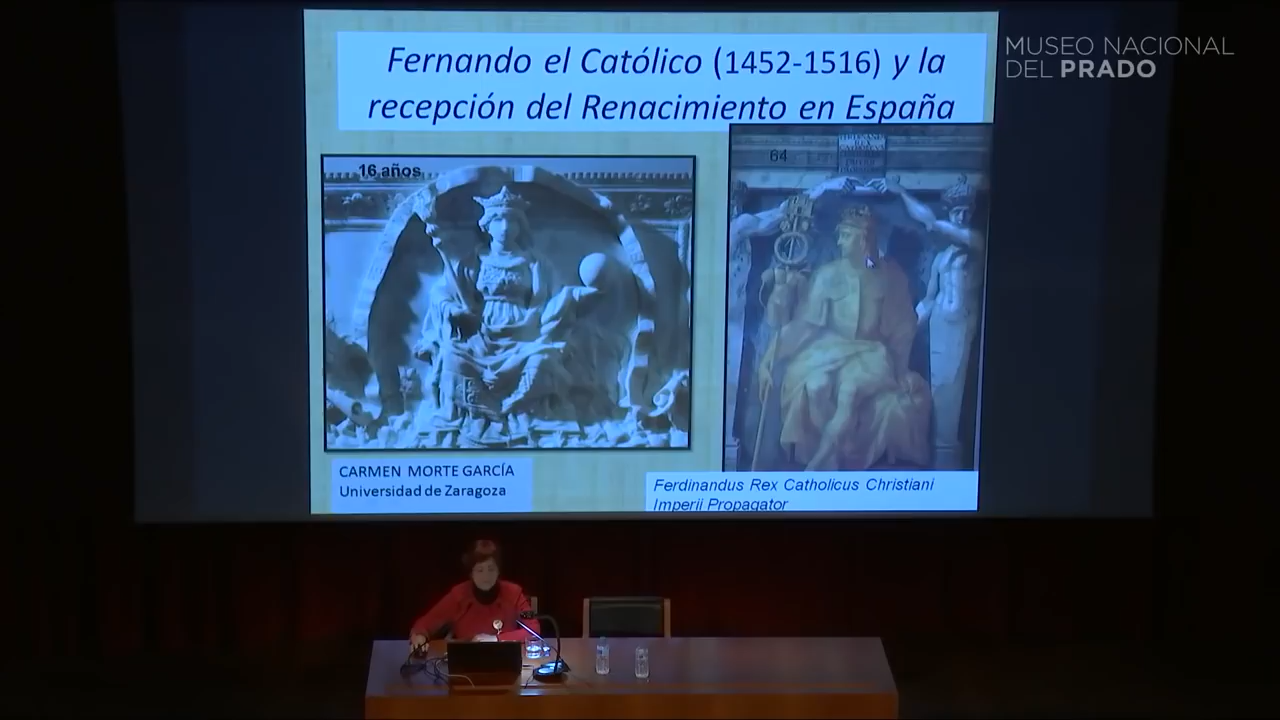 MUSEO NACIONAL
DEL PRADO
Fernando el Católico (1452-1516) y la
recepción del Renacimiento en España
16 años
64
CARMEN MORTE GARCÍA
Universidad de Zaragoza
Ferdinandus Rex Catholicus Christiani
Imperii Propagator